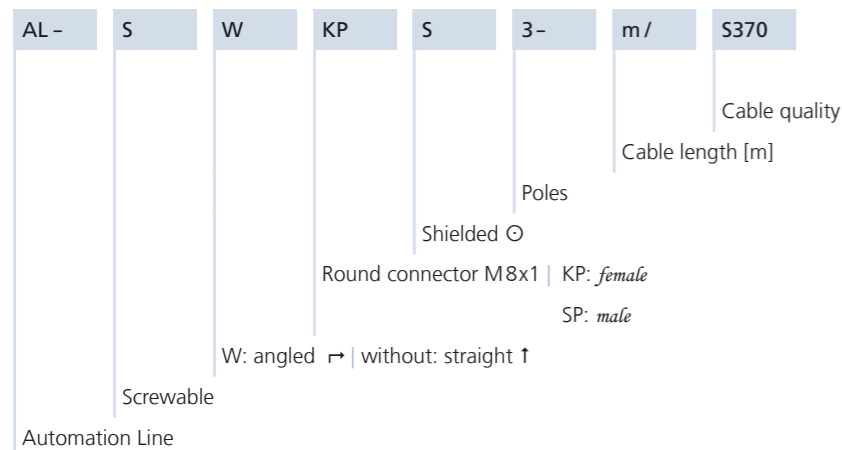 AL - S W KP S 3 - m / S370
Cable quality
Cable length [m]
Poles
Shielded ⊙
Round connector M8x1 | KP: female
SP: male
W: angled ↱ | without: straight ↑
Screwable
Automation Line